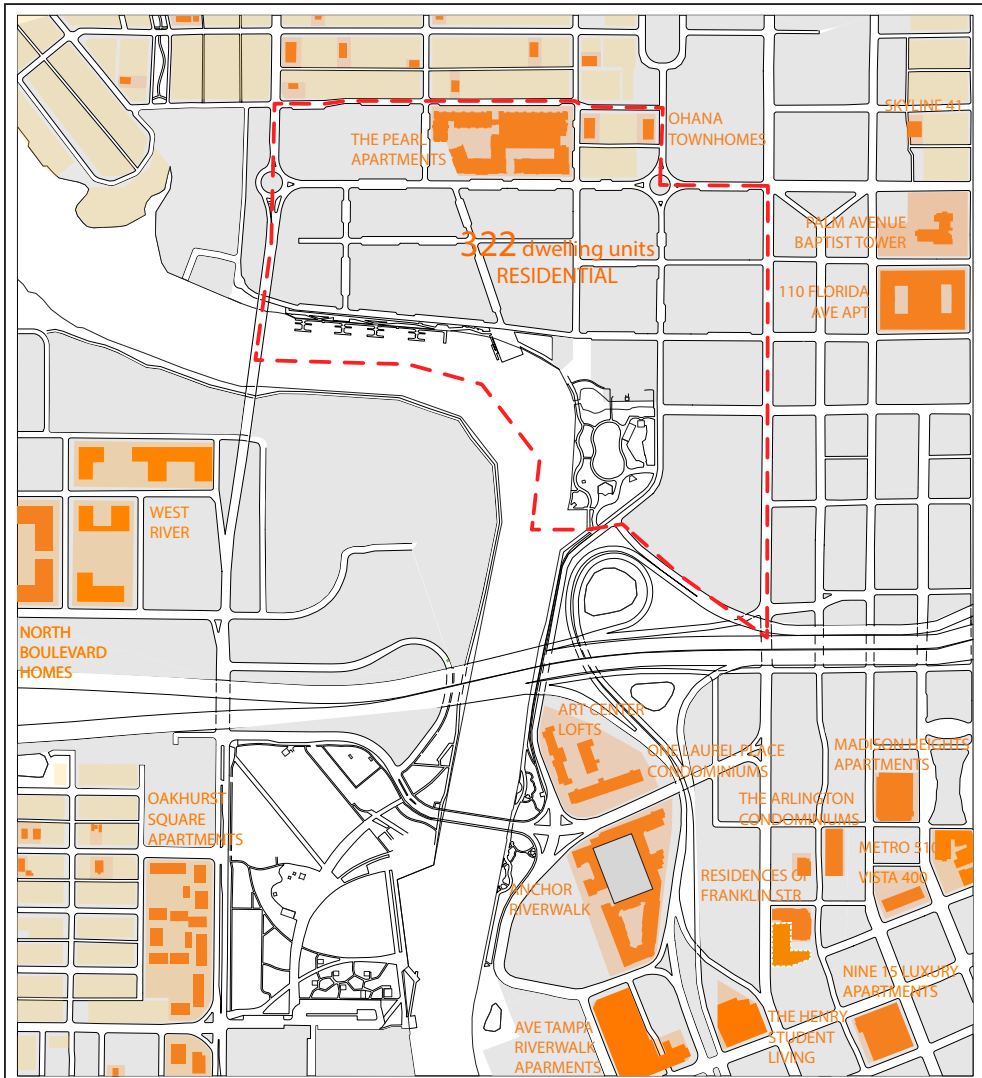 SKYLINE 41
OHANA
TOWNHOMES
THE PEARL
APARTMENTS
PALM AVENUE
BAPTIST TOWER
322 dwelling units
RESIDENTIAL
110 FLORIDA
AVE APT
WEST
RIVER
NORTH
BOULEVARD
HOMES
ART CENTER
LOFTS
ONE LAUREL PLACE
CONDOMINIUMS
MADISON HEIGHTS
APARTMENTS
OAKHURST
SQUARE
APARTMENTS
THE ARLINGTON
CONDOMINIUMS
METRO 510
VISTA 400
RESIDENCES OF
FRANKLIN STR
ANCHOR
RIVERWALK
NINE 15 LUXURY
APARTMENTS
THE HENRY
STUDENT
LIVING
AVE TAMPA
RIVERWALK
APARMENTS